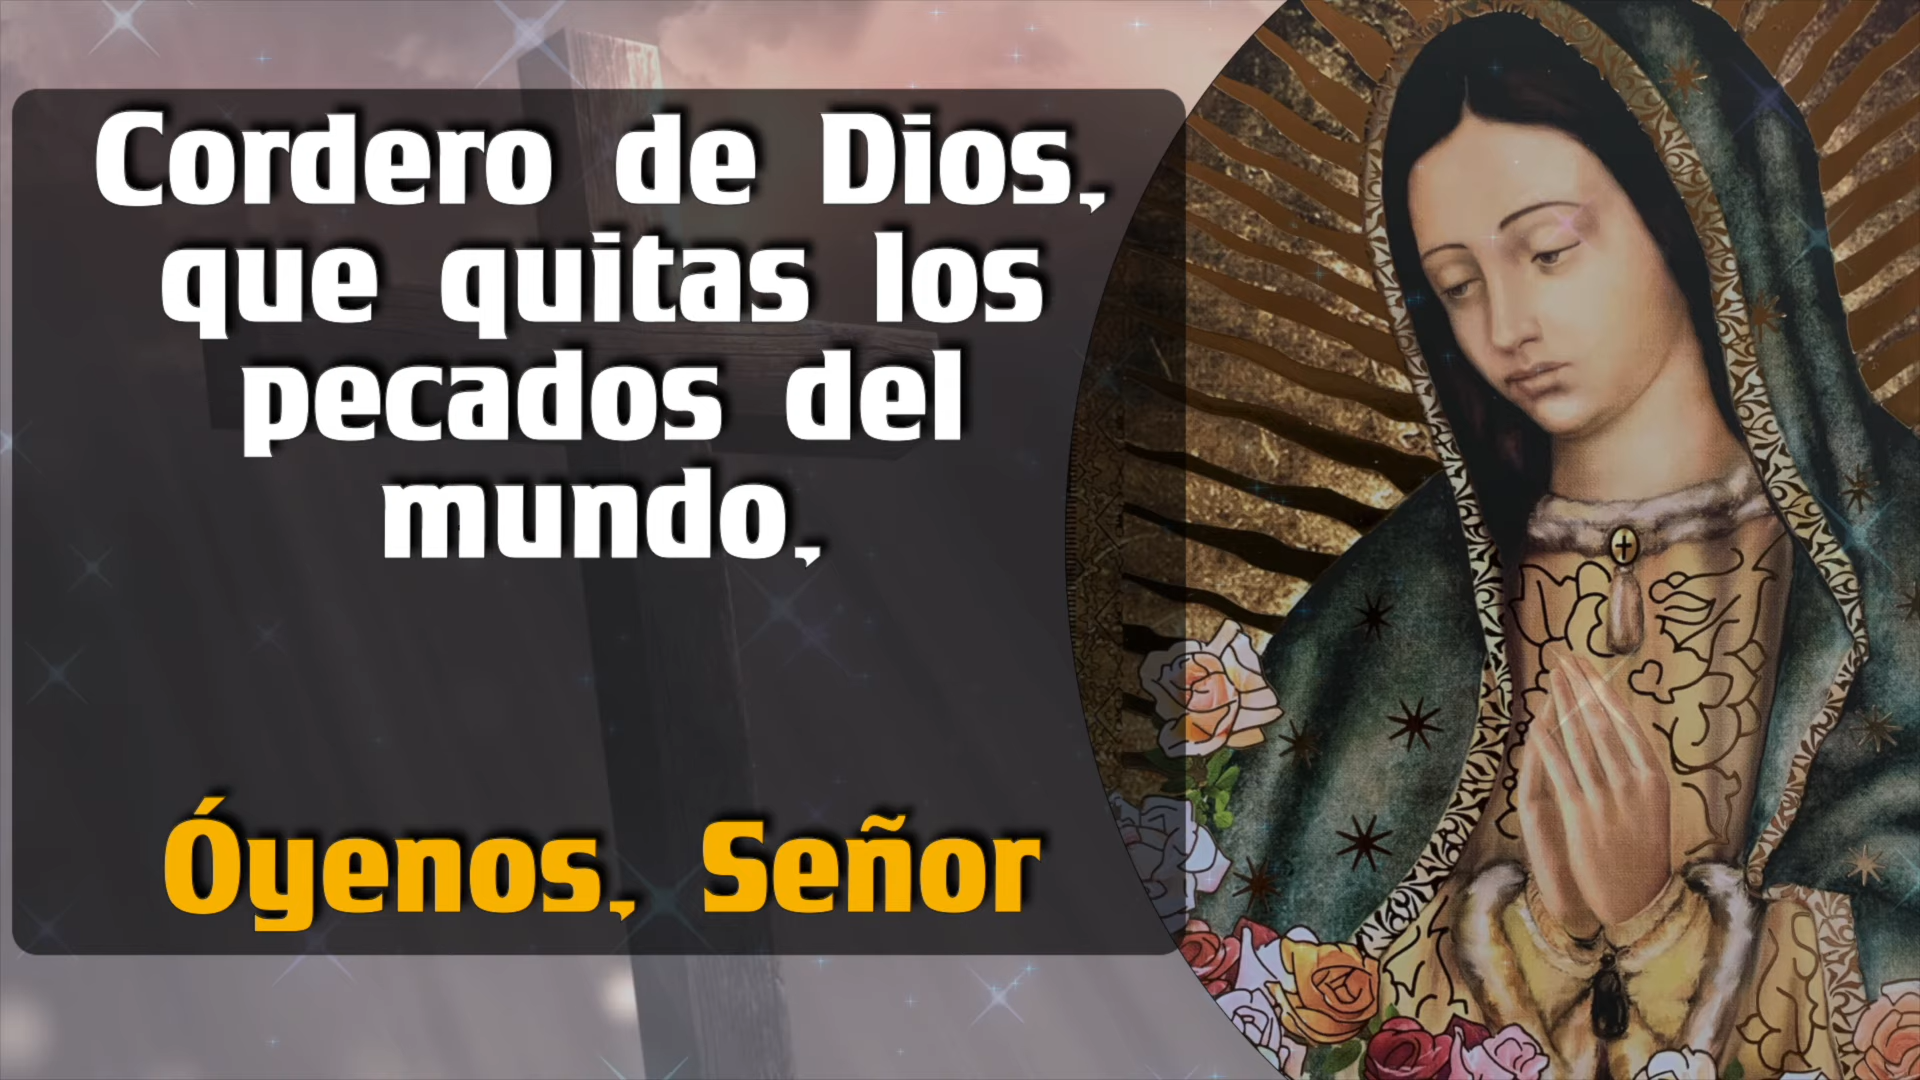 Cordero de Dios,
que quitas los
pecados del
mundo,
Óyenos, Señor